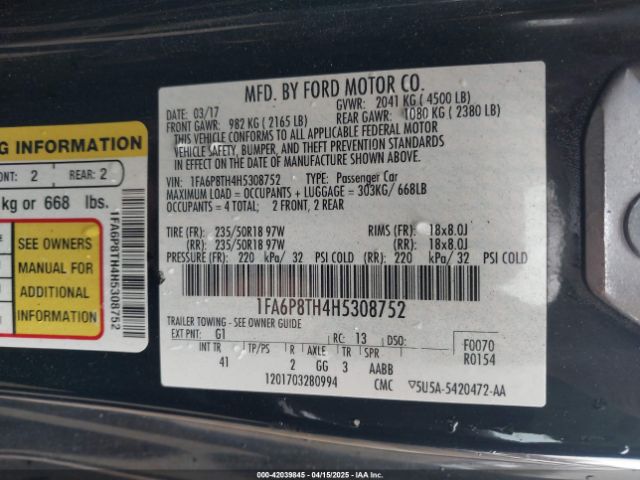 MFD. BY FORD MOTOR CO.
DATE: 03/17 GVWR: 2041 KG ( 4500 LB)
FRONT GAWR: 982 KG ( 2165 LB) REAR GAWR: 1080 KG ( 2380 LB)
THIS VEHICLE CONFORMS TO ALL APPLICABLE FEDERAL MOTOR
VEHICLE SAFETY, BUMPER, AND THEFT PREVENTION STANDARDS
IN EFFECT ON THE DATE OF MANUFACTURE SHOWN ABOVE.
VIN: 1FA6P8TH4H5308752 TYPE: Passenger Car
MAXIMUM LOAD = OCCUPANTS + LUGGAGE = 303KG/ 668LB
OCCUPANTS = 4 TOTAL; 2 FRONT, 2 REAR
TIRE (FR): 235/50R18 97W RIMS (FR): 18x8.0J
(RR): 235/50R18 97W (RR): 18x8.0J
PRESSURE (FR): 220 kPa/ 32 PSI COLD (RR): 220 kPa/ 32 PSI COLD
1FA6P8TH4H5308752
TRAILER TOWING - SEE OWNER GUIDE
EXT PNT: G1 RC: 13 DSO: F0070
INT TR TP/PS R AXLE TR SPR R0154
41 2 GG 3 AABB
1201703280994 CMC ▽5U5A-5420472-AA
G INFORMATION
ONT: 2 REAR: 2
kg or 668 lbs.
SEE OWNERS
MANUAL FOR
ADDITIONAL
INFORMATION
1FA6P8TH4H5308752
000-42039845 - 04/15/2025 - IAAI.COM